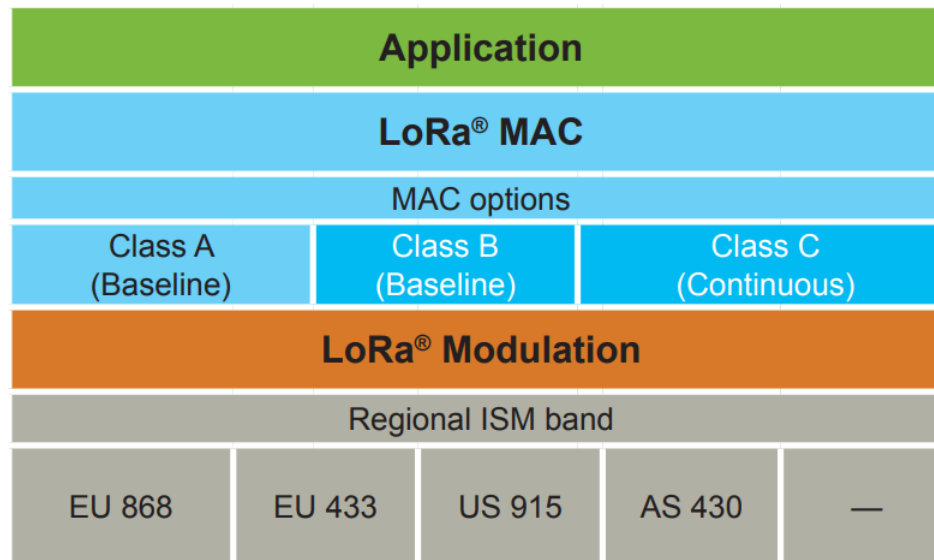 Application
LoRa® MAC
MAC options
Class A
(Baseline)
Class B
(Baseline)
Class C
(Continuous)
LoRa® Modulation
Regional ISM band
EU 868
EU 433
US 915
AS 430
—